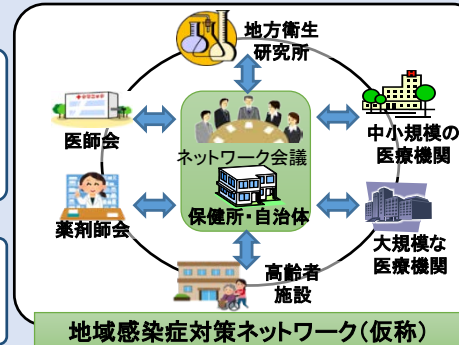 地方衛生
研究所
医師会
中小規模の
医療機関
ネットワーク会議
保健所・自治体
薬剤師会
大規模な
医療機関
高齢者
施設
地域感染症対策ネットワーク(仮称)